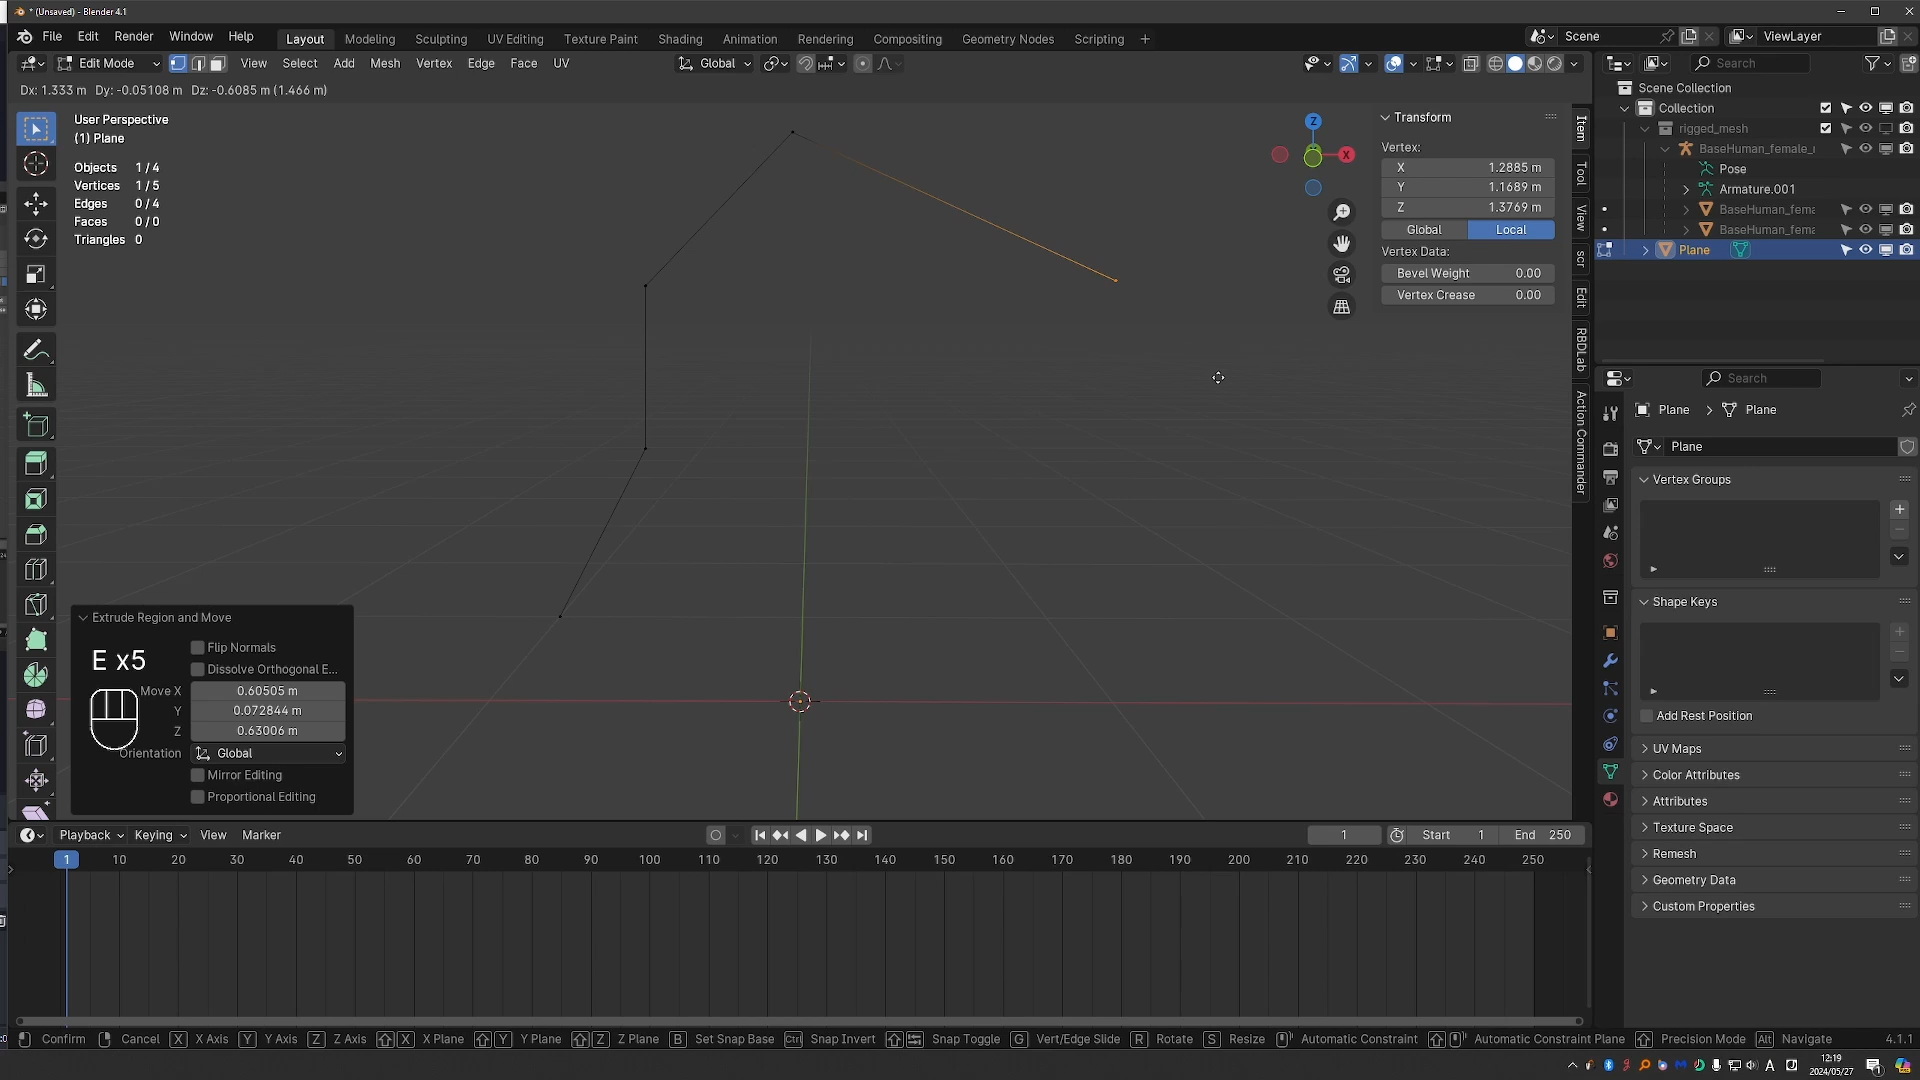 * (Unsaved) - Blender 4.1
File Edit Render Window Help
Layout Modeling Sculpting UV Editing Texture Paint Shading Animation Rendering Compositing Geometry Nodes Scripting +
Scene
ViewLayer
Edit Mode View Select Add Mesh Vertex Edge Face UV
Global
Search
Dx: 1.333 m Dy: -0.05108 m Dz: -0.6085 m (1.466 m)
User Perspective
(1) Plane
Objects 1/4
Vertices 1/5
Edges 0/4
Faces 0/0
Triangles 0
Z
X
Transform
Vertex:
X 1.2885 m
Y 1.1689 m
Z 1.3769 m
Global Local
Vertex Data:
Bevel Weight 0.00
Vertex Crease 0.00
Item
Tool
View
scr
Edit
RBDLab
Action Commander
Scene Collection
Collection
rigged_mesh
BaseHuman_female_
Pose
Armature.001
BaseHuman_fema
BaseHuman_fema
Plane
Search
Plane Plane
Plane
Vertex Groups
Shape Keys
Add Rest Position
UV Maps
Color Attributes
Attributes
Texture Space
Remesh
Geometry Data
Custom Properties
Extrude Region and Move
Flip Normals
Dissolve Orthogonal E...
E x5
Move X 0.60505 m
Y 0.072844 m
Z 0.63006 m
Orientation Global
Mirror Editing
Proportional Editing
Playback Keying View Marker
1 Start 1 End 250
1 10 20 30 40 50 60 70 80 90 100 110 120 130 140 150 160 170 180 190 200 210 220 230 240 250
Confirm Cancel X X Axis Y Y Axis Z Z Axis X X Plane Y Y Plane Z Z Plane B Set Snap Base Ctrl Snap Invert Snap Toggle G Vert/Edge Slide R Rotate S Resize Automatic Constraint Automatic Constraint Plane Precision Mode Alt Navigate 4.1.1
A
12:19
2024/05/27